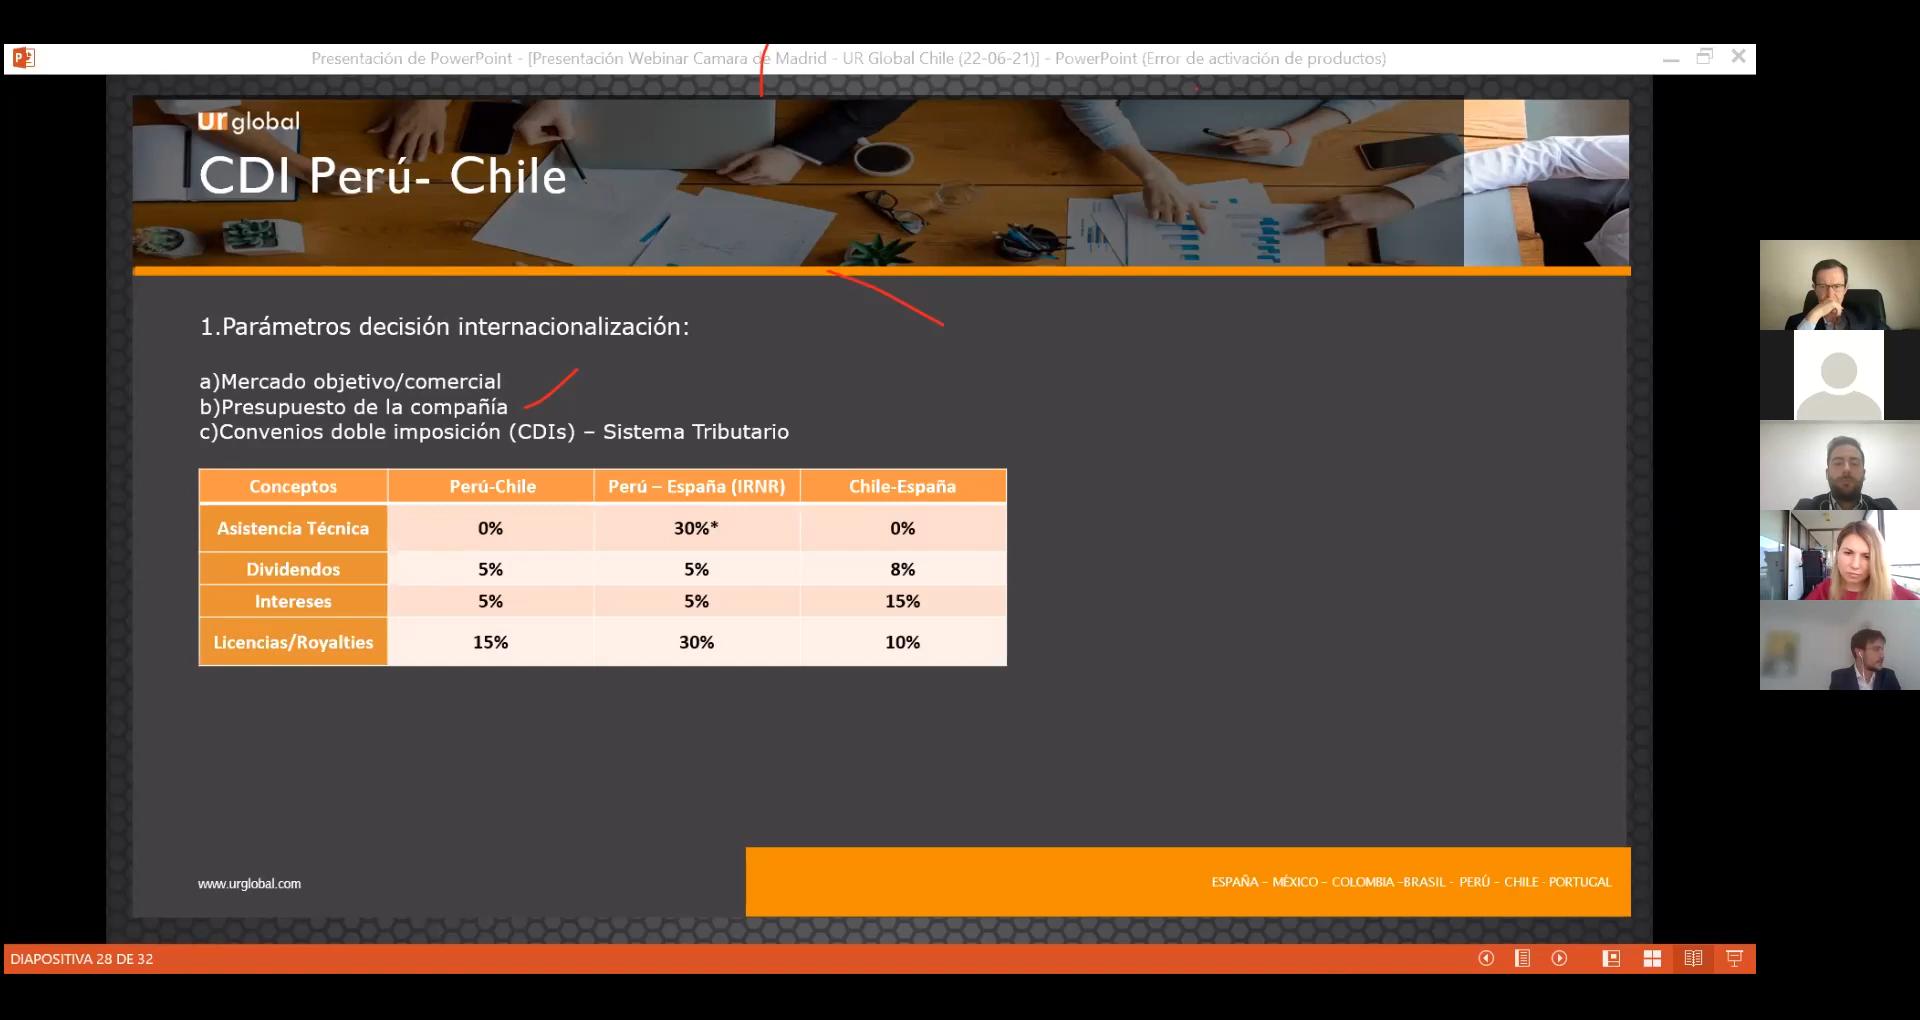 Presentación de PowerPoint - [Presentación Webinar Camara de Madrid - UR Global Chile (22-06-21)] - PowerPoint (Error de activación de productos)
ur global
CDI Perú- Chile
1.Parámetros decisión internacionalización:
a)Mercado objetivo/comercial
b)Presupuesto de la compañía
c)Convenios doble imposición (CDIs) – Sistema Tributario
Conceptos Perú-Chile Perú – España (IRNR) Chile-España
Asistencia Técnica 0% 30%* 0%
Dividendos 5% 5% 8%
Intereses 5% 5% 15%
Licencias/Royalties 15% 30% 10%
www.urglobal.com
ESPAÑA – MÉXICO – COLOMBIA –BRASIL - PERÚ – CHILE - PORTUGAL
DIAPOSITIVA 28 DE 32